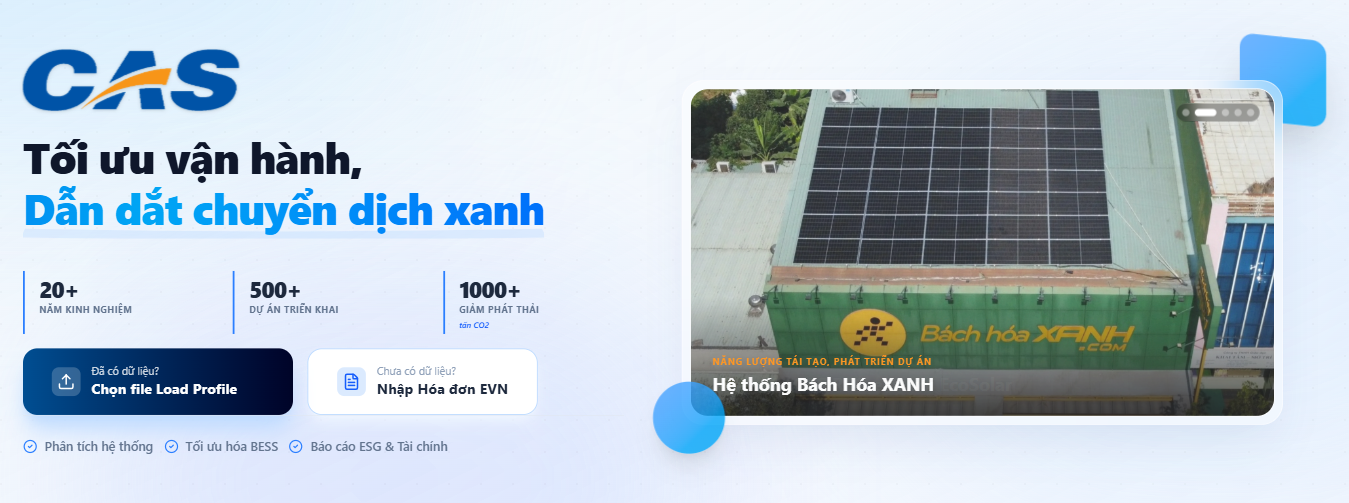 CAS
Tối ưu vận hành,
Dẫn dắt chuyển dịch xanh
20+
NĂM KINH NGHIỆM
500+
DỰ ÁN TRIỂN KHAI
1000+
GIẢM PHÁT THẢI
tấn CO2
Đã có dữ liệu?
Chọn file Load Profile
Chưa có dữ liệu?
Nhập Hóa đơn EVN
Phân tích hệ thống
Tối ưu hóa BESS
Báo cáo ESG & Tài chính
Bách hóa XANH
.COM
NĂNG LƯỢNG TÁI TẠO, PHÁT TRIỂN DỰ ÁN
Hệ thống Bách Hóa XANH